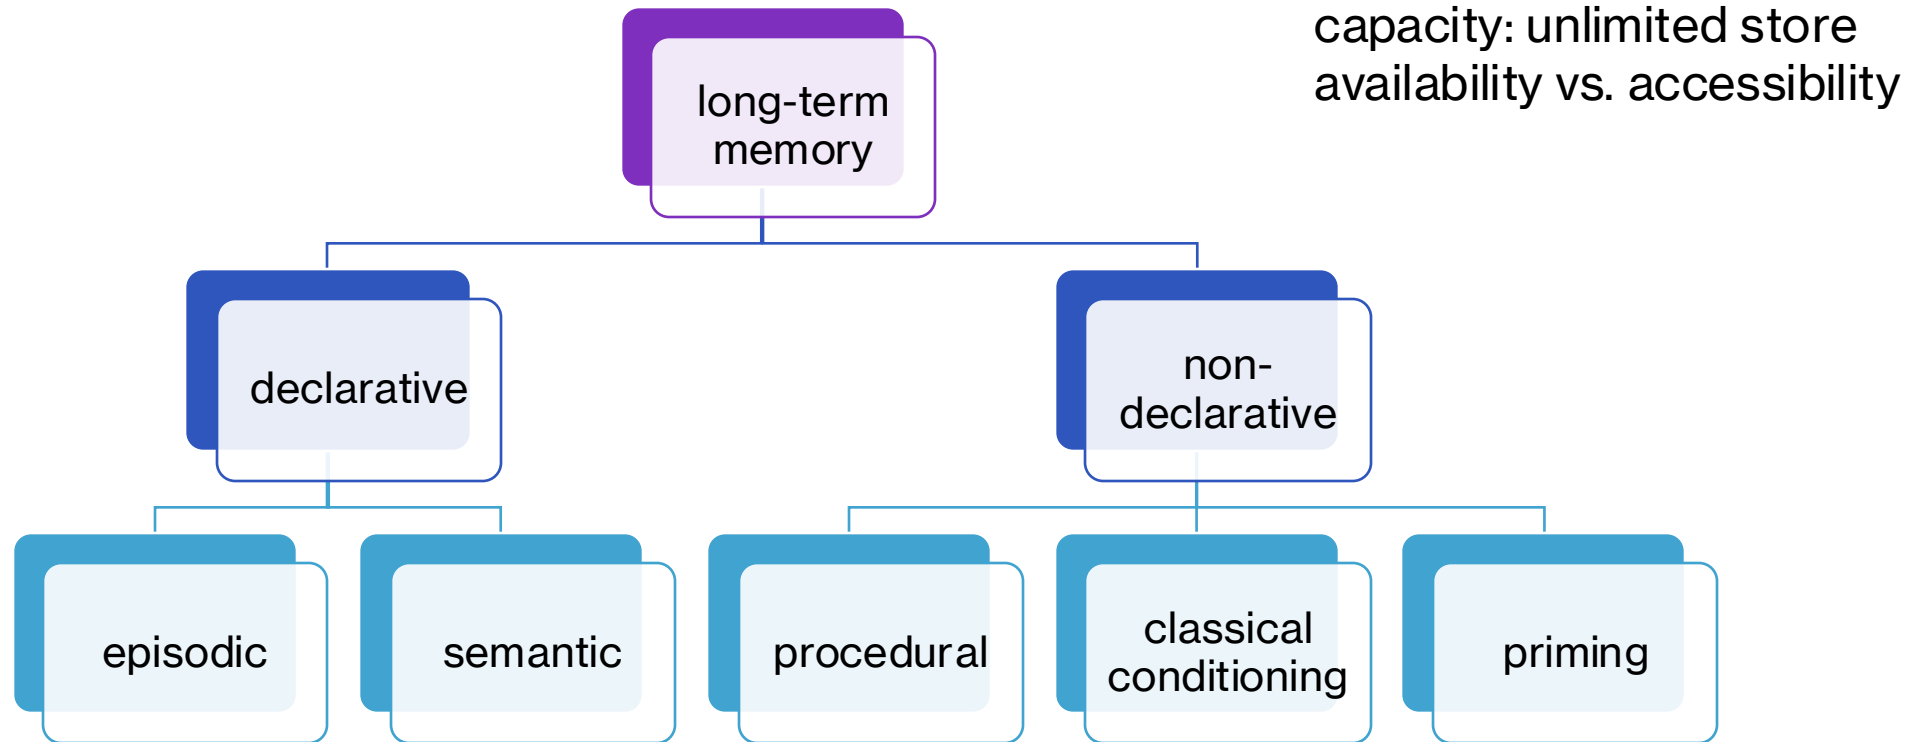 capacity: unlimited store
availability vs. accessibility
long-term
memory
declarative
non-
declarative
episodic
semantic
procedural
classical
conditioning
priming